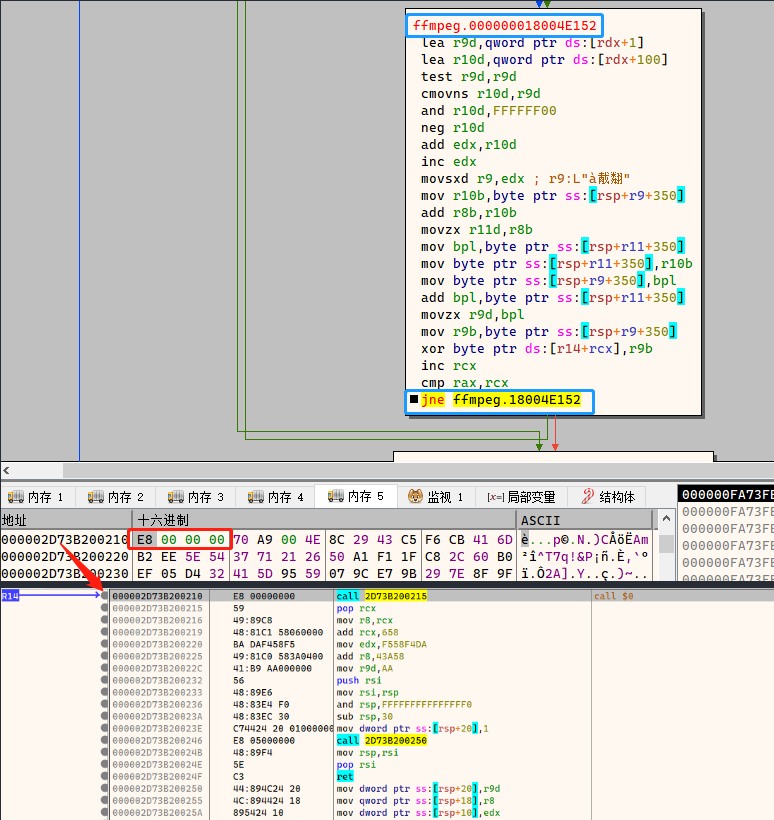 ffmpeg.000000018004E152
lea r9d,qword ptr ds:[rdx+1]
lea r10d,qword ptr ds:[rdx+100]
test r9d,r9d
cmovns r10d,r9d
and r10d,FFFFFF00
neg r10d
add edx,r10d
inc edx
movsxd r9,edx ; r9:L"à戴翻"
mov r10b,byte ptr ss:[rsp+r9+350]
add r8b,r10b
movzx r11d,r8b
mov bpl,byte ptr ss:[rsp+r11+350]
mov byte ptr ss:[rsp+r11+350],r10b
mov byte ptr ss:[rsp+r9+350],bpl
add bpl,byte ptr ss:[rsp+r11+350]
movzx r9d,bpl
mov r9b,byte ptr ss:[rsp+r9+350]
xor byte ptr ds:[r14+rcx],r9b
inc rcx
cmp rax,rcx
jne ffmpeg.18004E152
内存 1 内存 2 内存 3 内存 4 内存 5 监视 1 [x=] 局部变量 结构体
000000FA73FE
地址 十六进制 ASCII
000000FA73FE
000002D73B200210 E8 00 00 00 70 A9 00 4E 8C 29 43 C5 F6 CB 41 6D è...p©.N.)CÅöËAm
000000FA73FE
000002D73B200220 B2 EE 5E 54 37 71 21 26 50 A1 F1 1F C8 2C 60 B0 ²î^T7q!&P¡ñ.È,`°
000000FA73FE
000002D73B200230 EF 05 D4 32 41 5D 95 59 07 9C E7 9B 29 7E 8F 9F ï.Ô2A].Y..ç.)~..
000000FA73FE
R14 000002D73B200210 E8 00000000 call 2D73B200215 call $0
000002D73B200215 59 pop rcx
000002D73B200216 49:89C8 mov r8,rcx
000002D73B200219 48:81C1 58060000 add rcx,658
000002D73B200220 BA DAF458F5 mov edx,F558F4DA
000002D73B200225 49:81C0 583A0400 add r8,43A58
000002D73B20022C 41:B9 AA000000 mov r9d,AA
000002D73B200232 56 push rsi
000002D73B200233 48:89E6 mov rsi,rsp
000002D73B200236 48:83E4 F0 and rsp,FFFFFFFFFFFFFFF0
000002D73B20023A 48:83EC 30 sub rsp,30
000002D73B20023E C74424 20 01000000 mov dword ptr ss:[rsp+20],1
000002D73B200246 E8 05000000 call 2D73B200250
000002D73B20024B 48:89F4 mov rsp,rsi
000002D73B20024E 5E pop rsi
000002D73B20024F C3 ret
000002D73B200250 44:894C24 20 mov dword ptr ss:[rsp+20],r9d
000002D73B200255 4C:894424 18 mov qword ptr ss:[rsp+18],r8
000002D73B20025A 895424 10 mov dword ptr ss:[rsp+10],edx